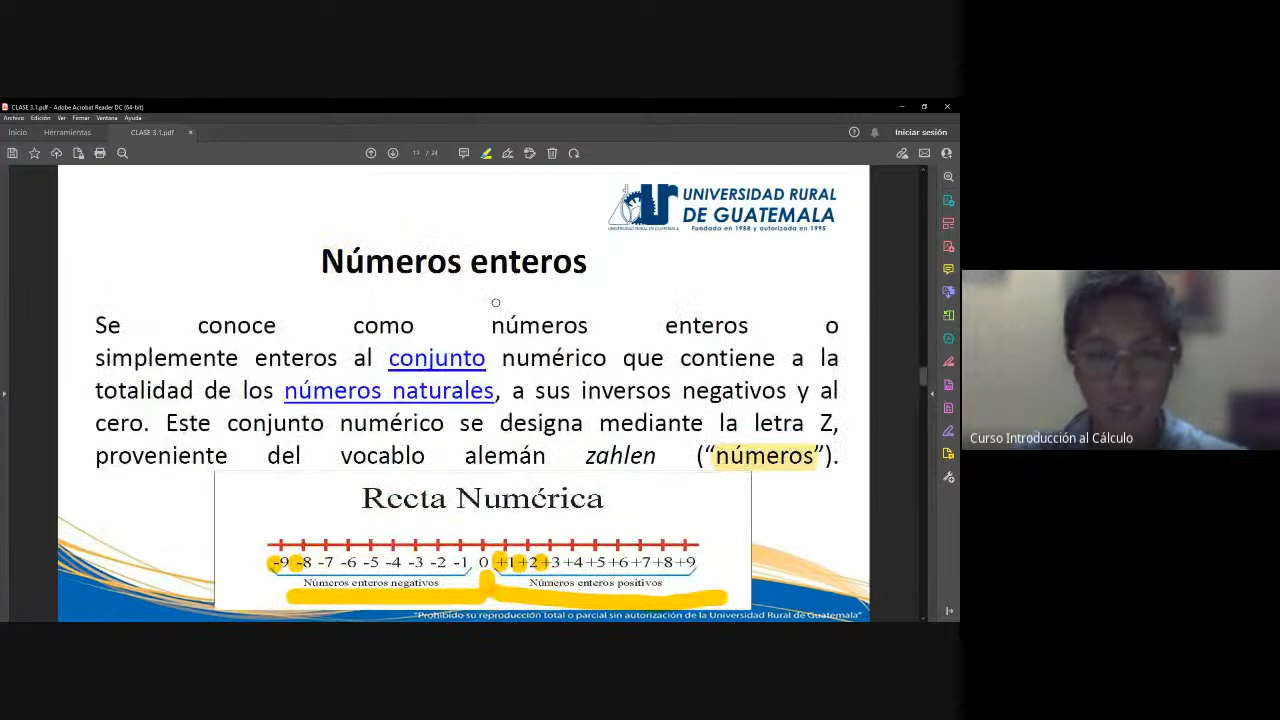 CLASE 3.1.pdf - Adobe Acrobat Reader DC (64-bit)
Archivo Edición Ver Firmar Ventana Ayuda
Inicio Herramientas CLASE 3.1.pdf × Iniciar sesión
13 / 24
UNIVERSIDAD RURAL
DE GUATEMALA
Fundada en 1988 y autorizada en 1995
UNIVERSIDAD RURAL DE GUATEMALA
Números enteros
Se conoce como números enteros o
simplemente enteros al conjunto numérico que contiene a la
totalidad de los números naturales, a sus inversos negativos y al
cero. Este conjunto numérico se designa mediante la letra Z,
proveniente del vocablo alemán zahlen (“números”).
Recta Numérica
-9 -8 -7 -6 -5 -4 -3 -2 -1 0 +1 +2 +3 +4 +5 +6 +7 +8 +9
Números enteros negativos Números enteros positivos
"Prohibido su reproducción total o parcial sin autorización de la Universidad Rural de Guatemala"
Curso Introducción al Cálculo